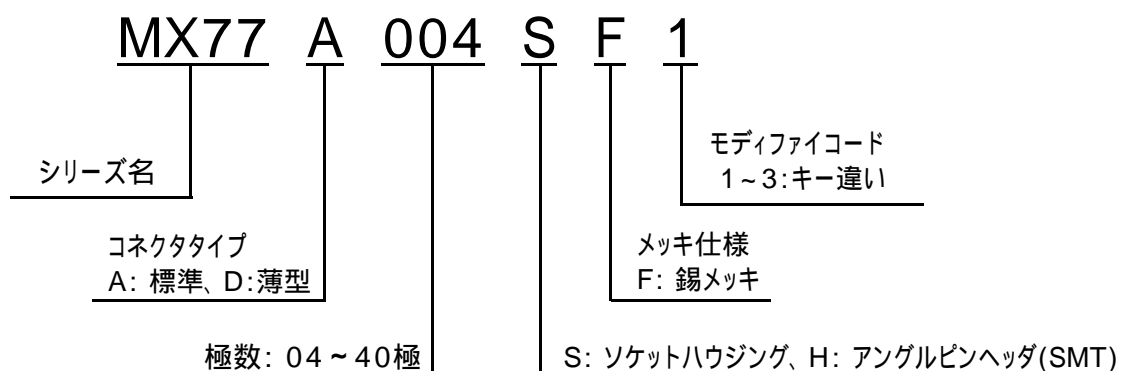 MX77 A 004 S F 1
モディファイコード
1~3:キー違い
シリーズ名
コネクタタイプ
A: 標準、D:薄型
メッキ仕様
F: 錫メッキ
極数: 04~40極
S: ソケットハウジング、H: アングルピンヘッダ(SMT)